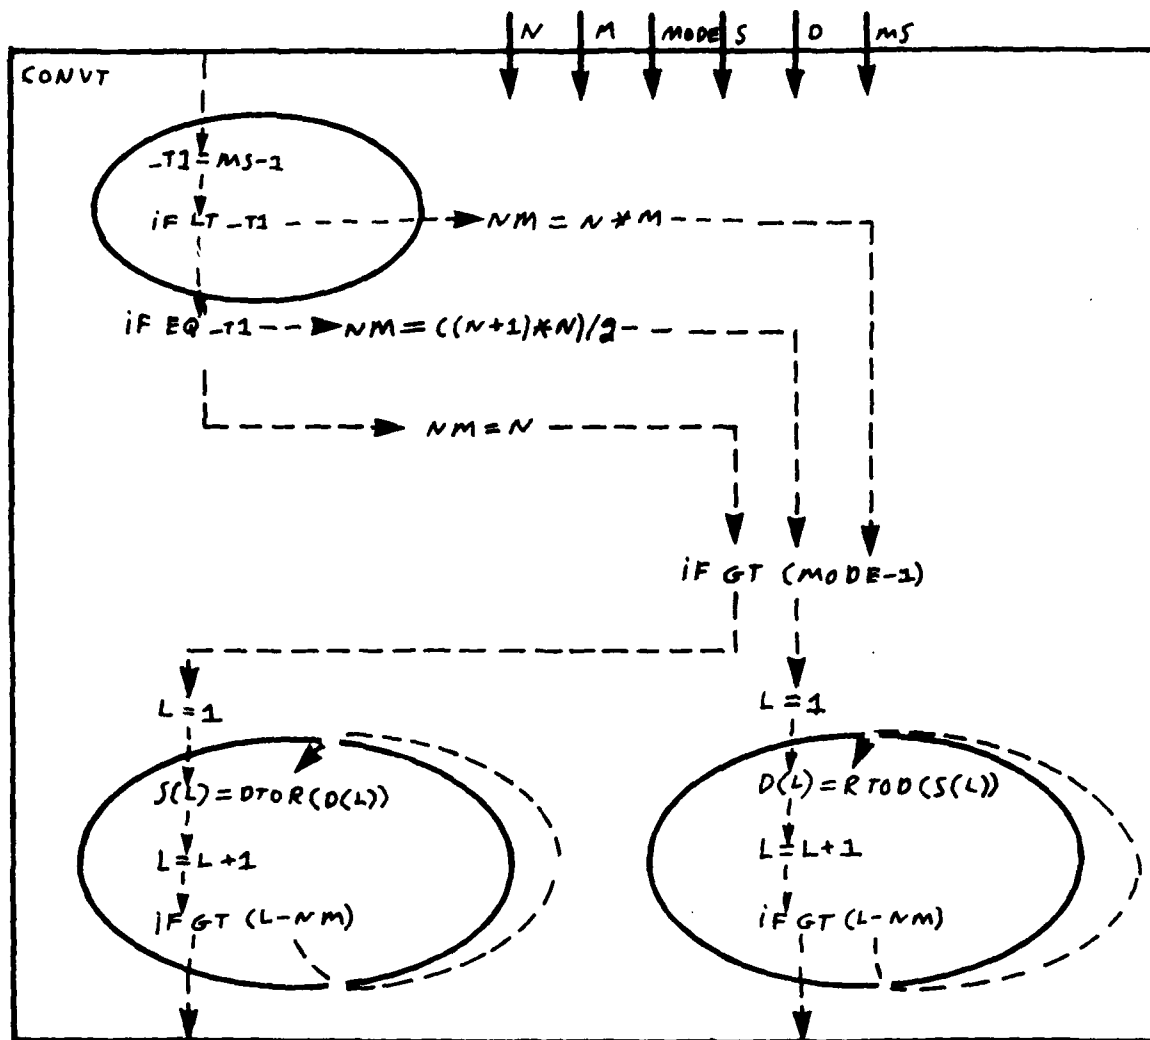 N M MODE S D MS
CONVT
_T1=MS-1
iF LT _T1
NM = N*M
iF EQ _T1
NM = ((N+1)*N)/2
NM = N
iF GT (MODE-1)
L = 1
L = 1
S(L) = DTOR(D(L))
D(L) = RTOD(S(L))
L = L+1
L = L+1
iF GT (L-NM)
iF GT (L-NM)